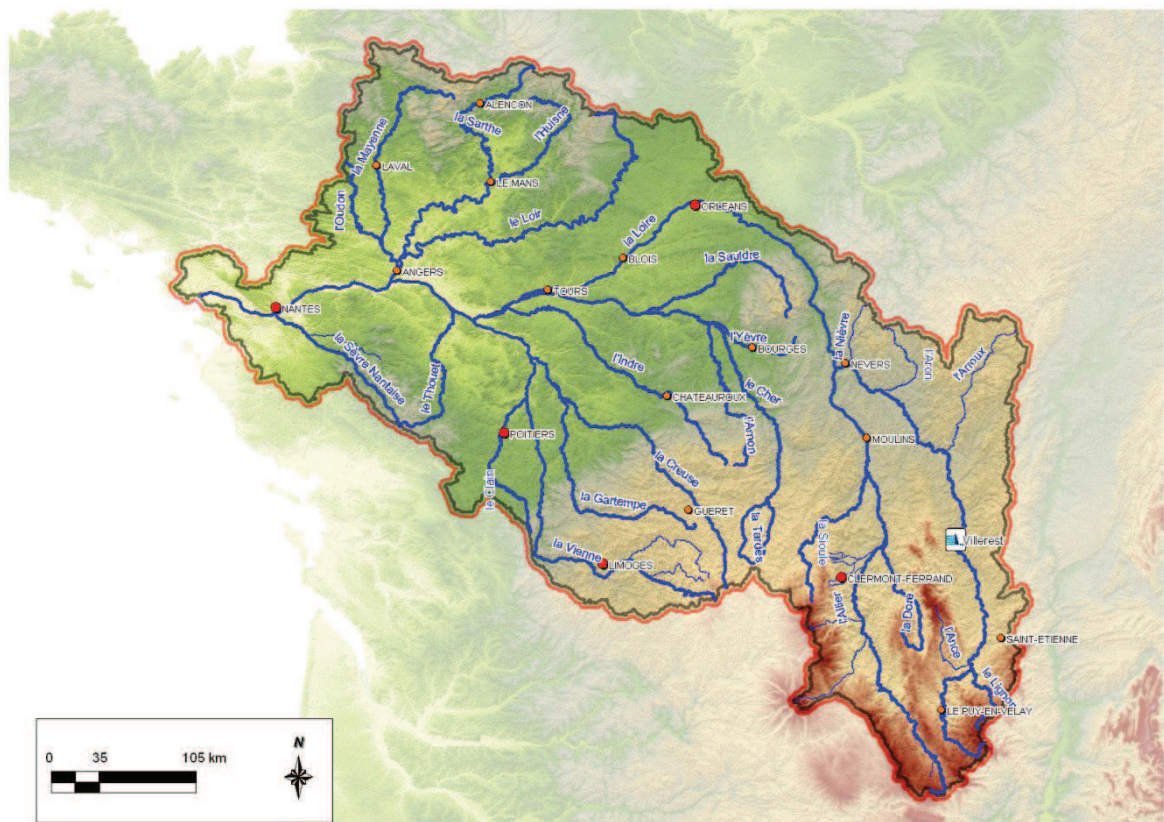 ALENCON
la Sarthe
l'Huisne
la Mayenne
LAVAL
LE MANS
l'Oudon
le Loir
ORLEANS
la Loire
BLOIS
la Sauldre
ANGERS
TOURS
NANTES
la Sèvre Nantaise
le Thouet
l'Indre
l'Yèvre
BOURGES
la Nièvre
NEVERS
l'Aron
l'Arroux
CHATEAUROUX
le Cher
l'Arnon
MOULINS
POITIERS
le Clain
la Creuse
la Gartempe
GUERET
la Tardes
la Sioule
Villerest
la Vienne
LIMOGES
CLERMONT-FERRAND
l'Allier
la Dore
l'Ance
SAINT-ETIENNE
le Lignon
LE PUY-EN-VELAY
0 35 105 km
N